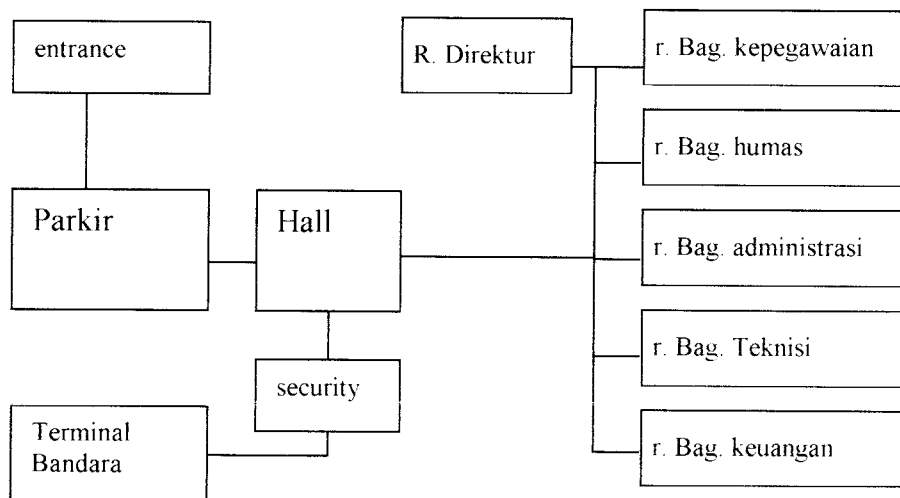 entrance
R. Direktur
r. Bag. kepegawaian
r. Bag. humas
Parkir
Hall
r. Bag. administrasi
r. Bag. Teknisi
security
Terminal
Bandara
r. Bag. keuangan